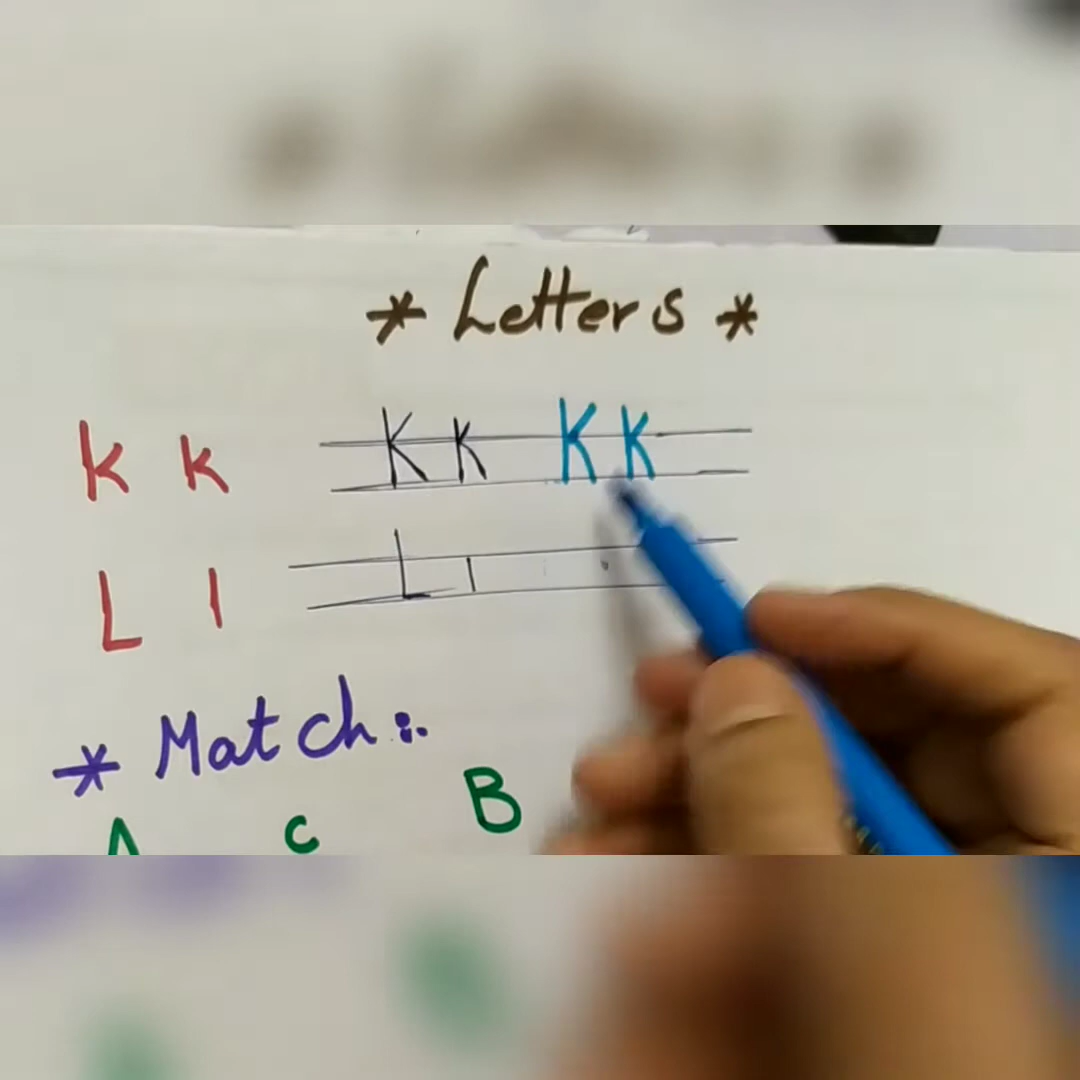 * Letters *
K k K k K k
L l L l
* Match :.
A c B